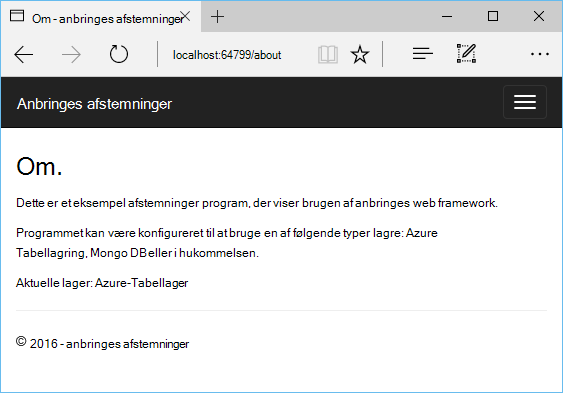 Om - anbringes afstemninger
localhost:64799/about
Anbringes afstemninger
Om.
Dette er et eksempel afstemninger program, der viser brugen af anbringes web framework.
Programmet kan være konfigureret til at bruge en af følgende typer lagre: Azure
Tabellagring, Mongo DB eller i hukommelsen.
Aktuelle lager: Azure-Tabellager
© 2016 - anbringes afstemninger